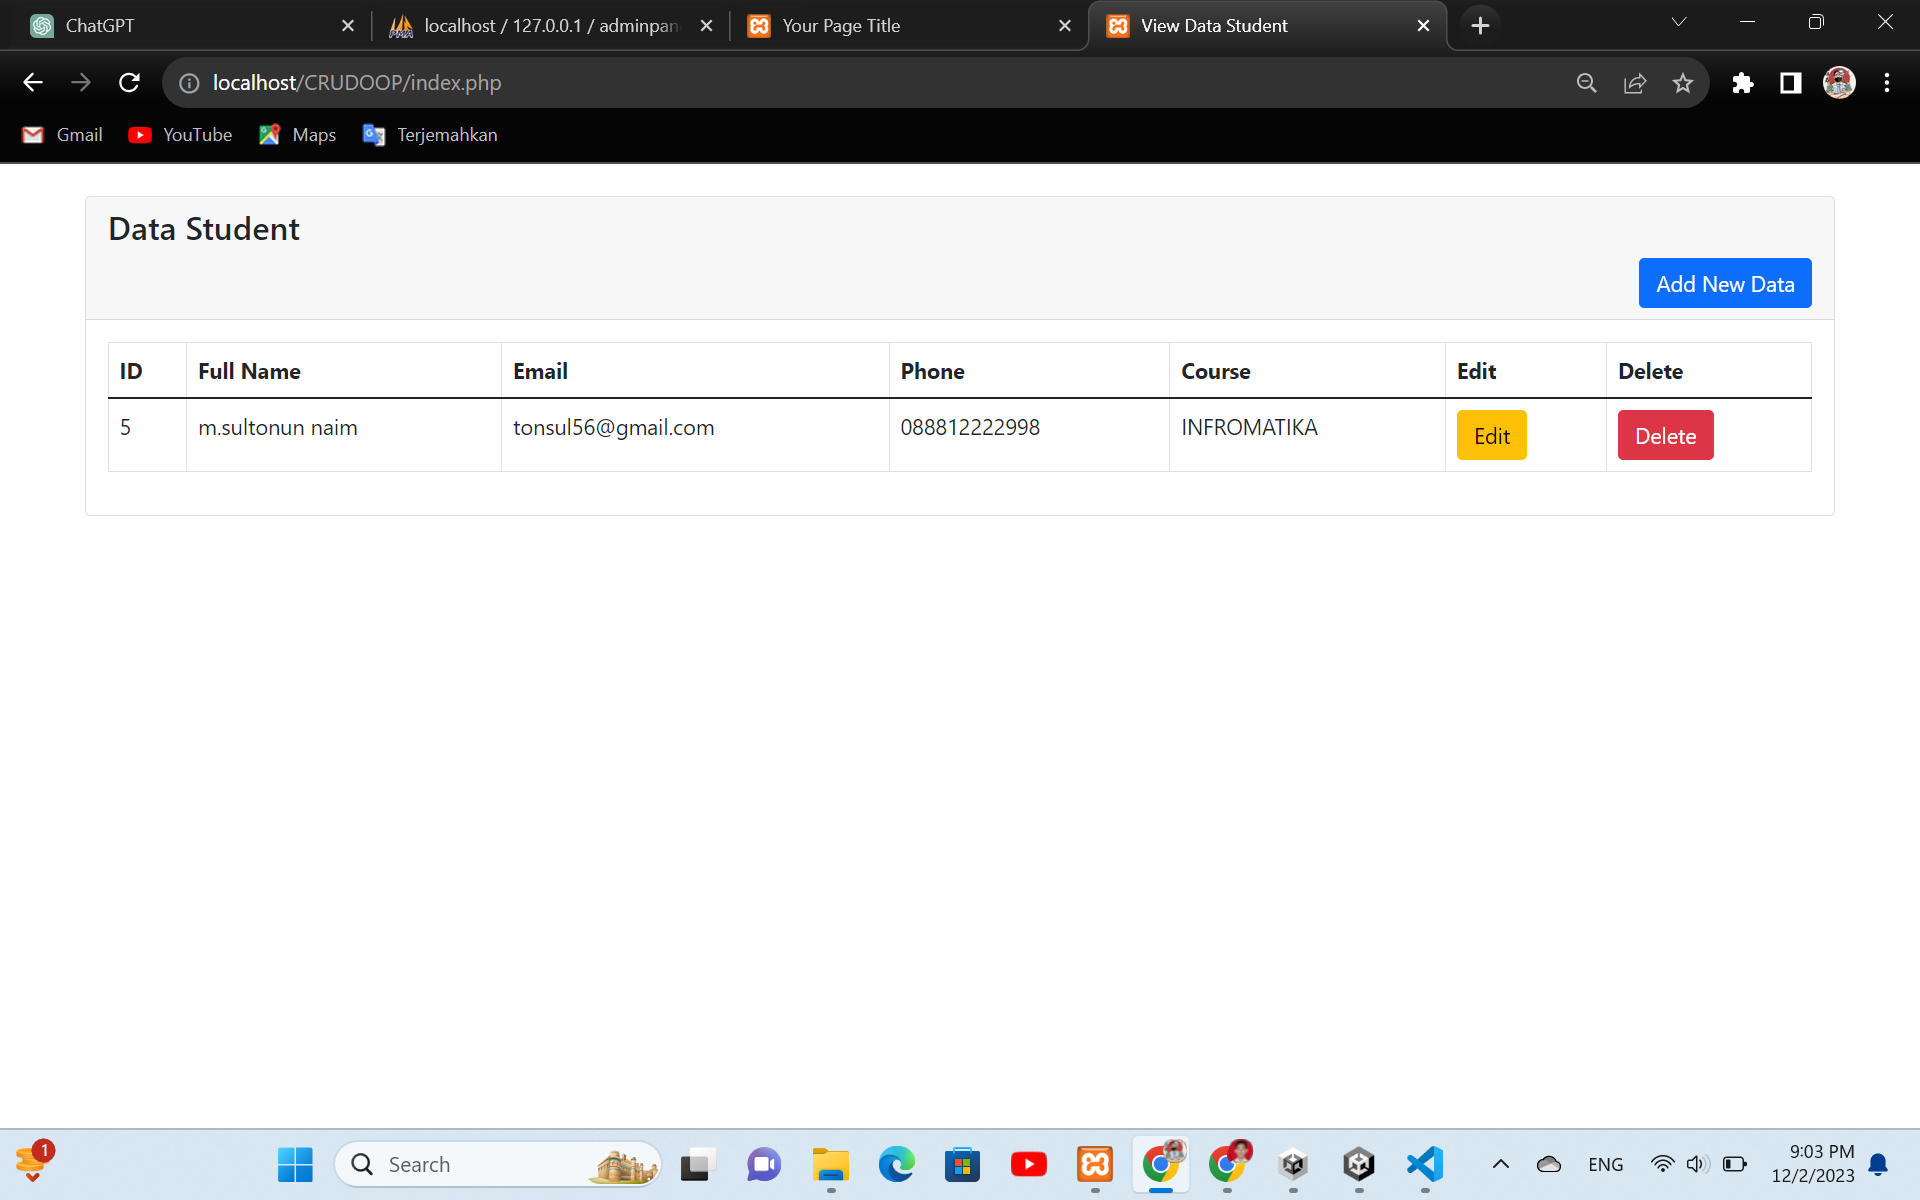 ChatGPT
localhost / 127.0.0.1 / adminpan
Your Page Title
View Data Student
localhost/CRUDOOP/index.php
Gmail
YouTube
Maps
Terjemahkan
Data Student
Add New Data
ID Full Name Email Phone Course Edit Delete
5 m.sultonun naim tonsul56@gmail.com 088812222998 INFROMATIKA Edit Delete
1
Search
ENG
9:03 PM
12/2/2023